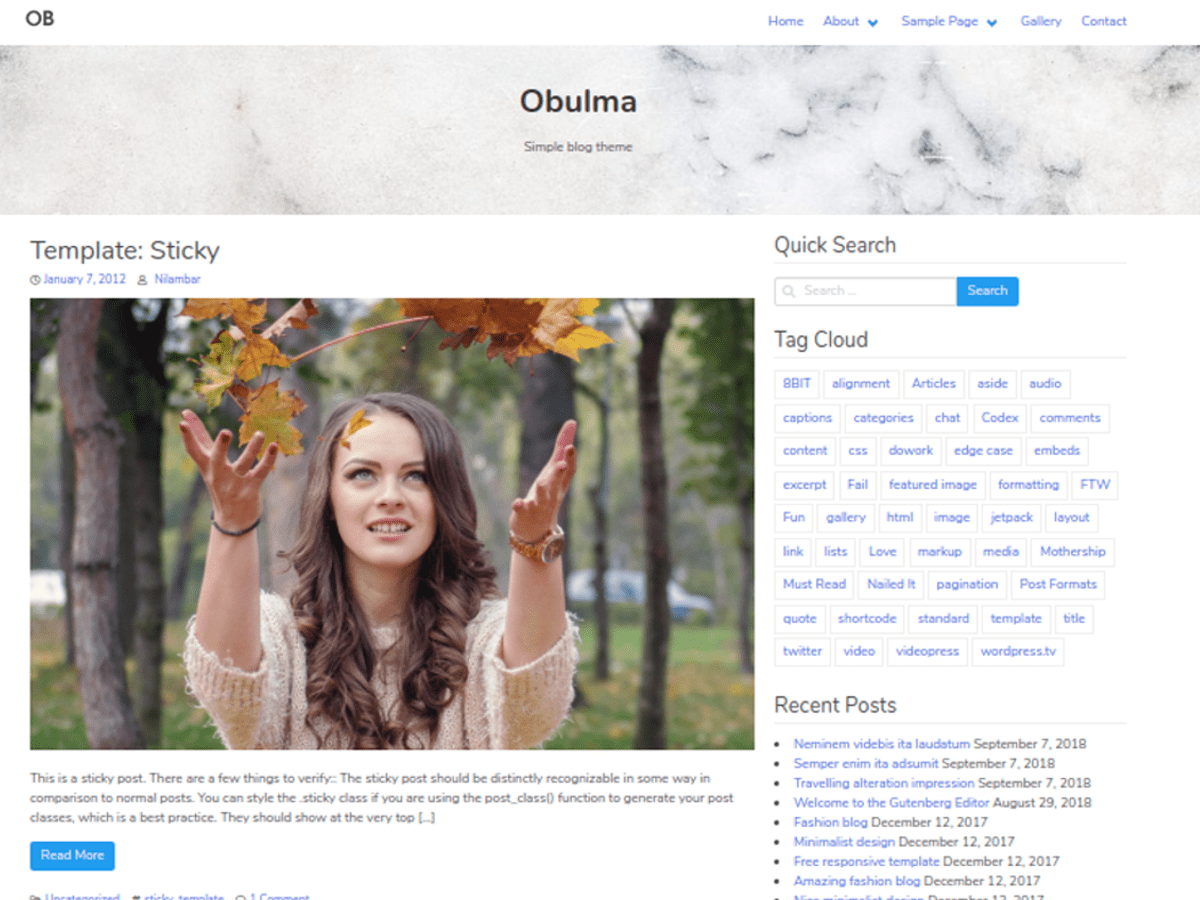 OB
Home About Sample Page Gallery Contact
Obulma
Simple blog theme
Template: Sticky
January 7, 2012 Nilambar
This is a sticky post. There are a few things to verify:: The sticky post should be distinctly recognizable in some way in
comparison to normal posts. You can style the .sticky class if you are using the post_class() function to generate your post
classes, which is a best practice. They should show at the very top [...]
Read More
Uncategorized # sticky, template 1 Comment
Quick Search
Search ...
Search
Tag Cloud
8BIT alignment Articles aside audio
captions categories chat Codex comments
content css dowork edge case embeds
excerpt Fail featured image formatting FTW
Fun gallery html image jetpack layout
link lists Love markup media Mothership
Must Read Nailed It pagination Post Formats
quote shortcode standard template title
twitter video videopress wordpress.tv
Recent Posts
Neminem videbis ita laudatum September 7, 2018
Semper enim ita adsumit September 7, 2018
Travelling alteration impression September 7, 2018
Welcome to the Gutenberg Editor August 29, 2018
Fashion blog December 12, 2017
Minimalist design December 12, 2017
Free responsive template December 12, 2017
Amazing fashion blog December 12, 2017
Nice minimalist design December 12, 2017